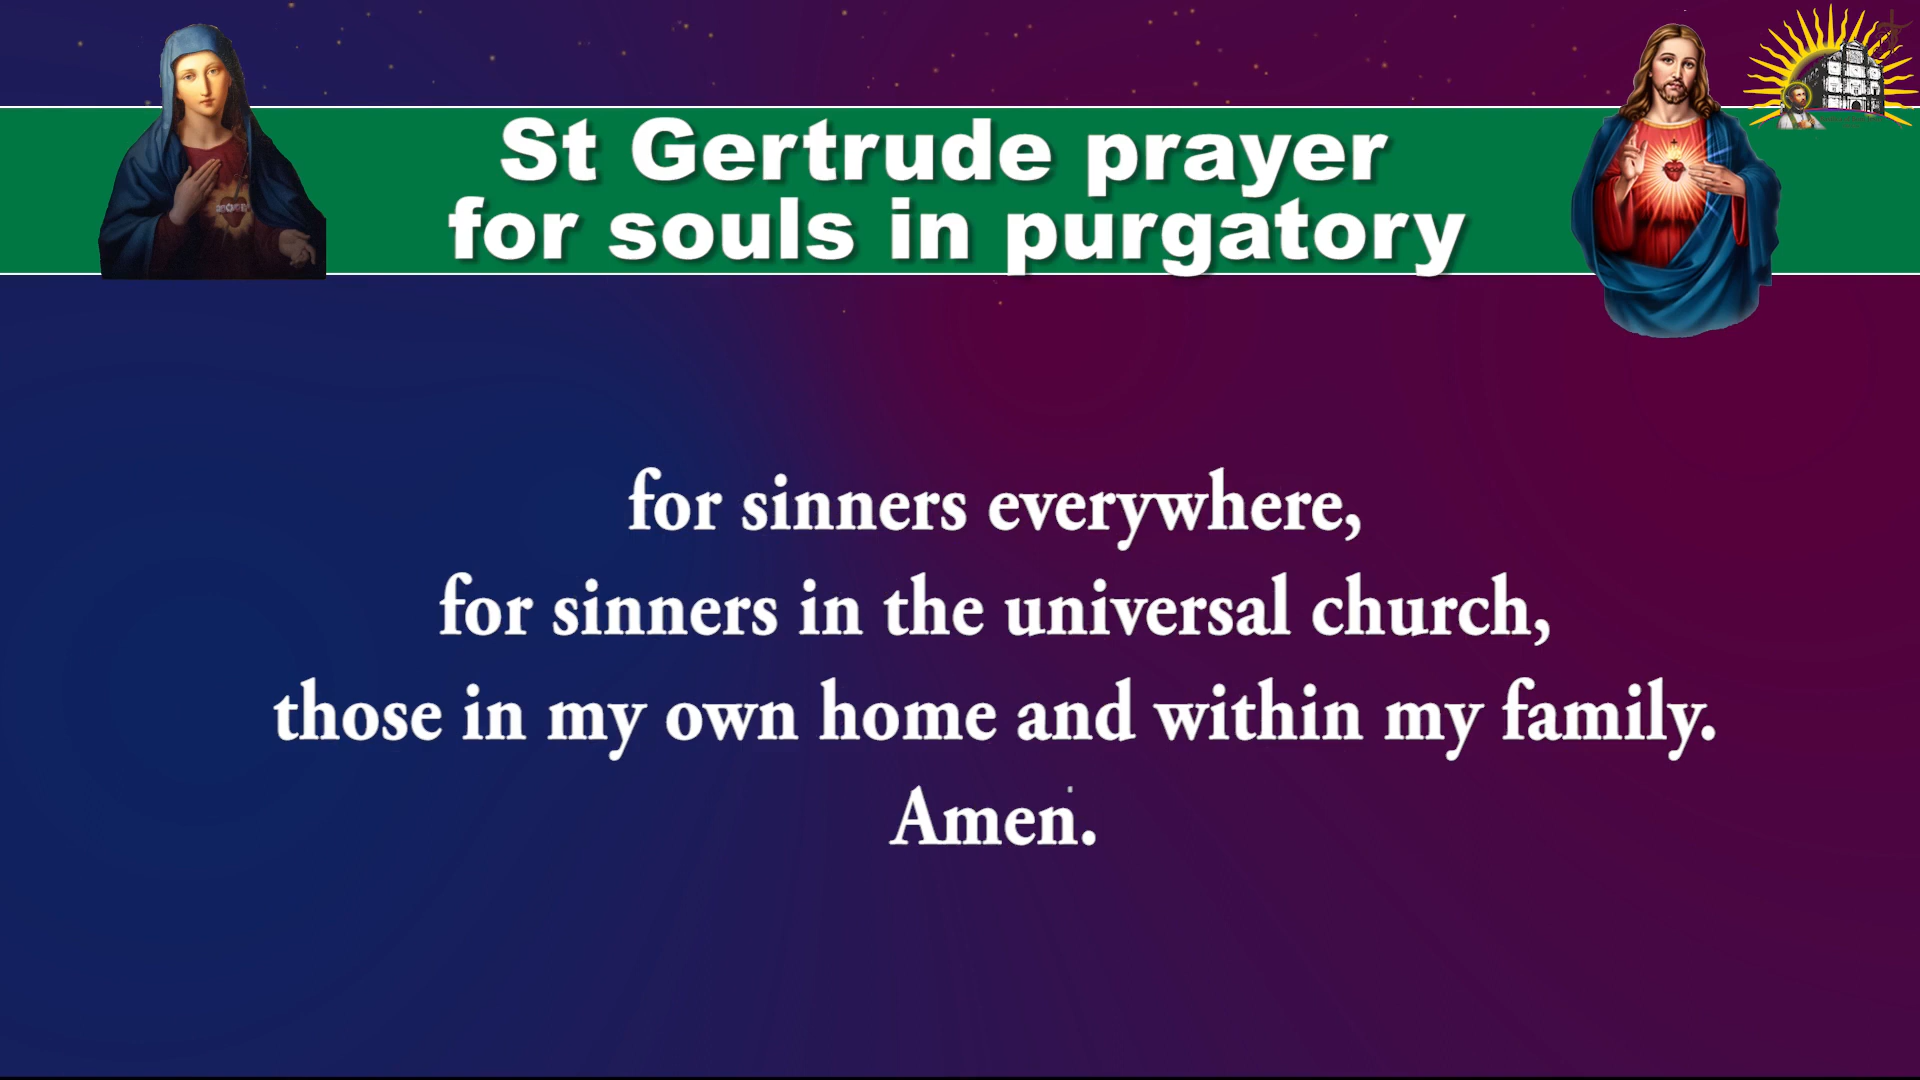 St Gertrude prayer
for souls in purgatory
for sinners everywhere,
for sinners in the universal church,
those in my own home and within my family.
Amen.